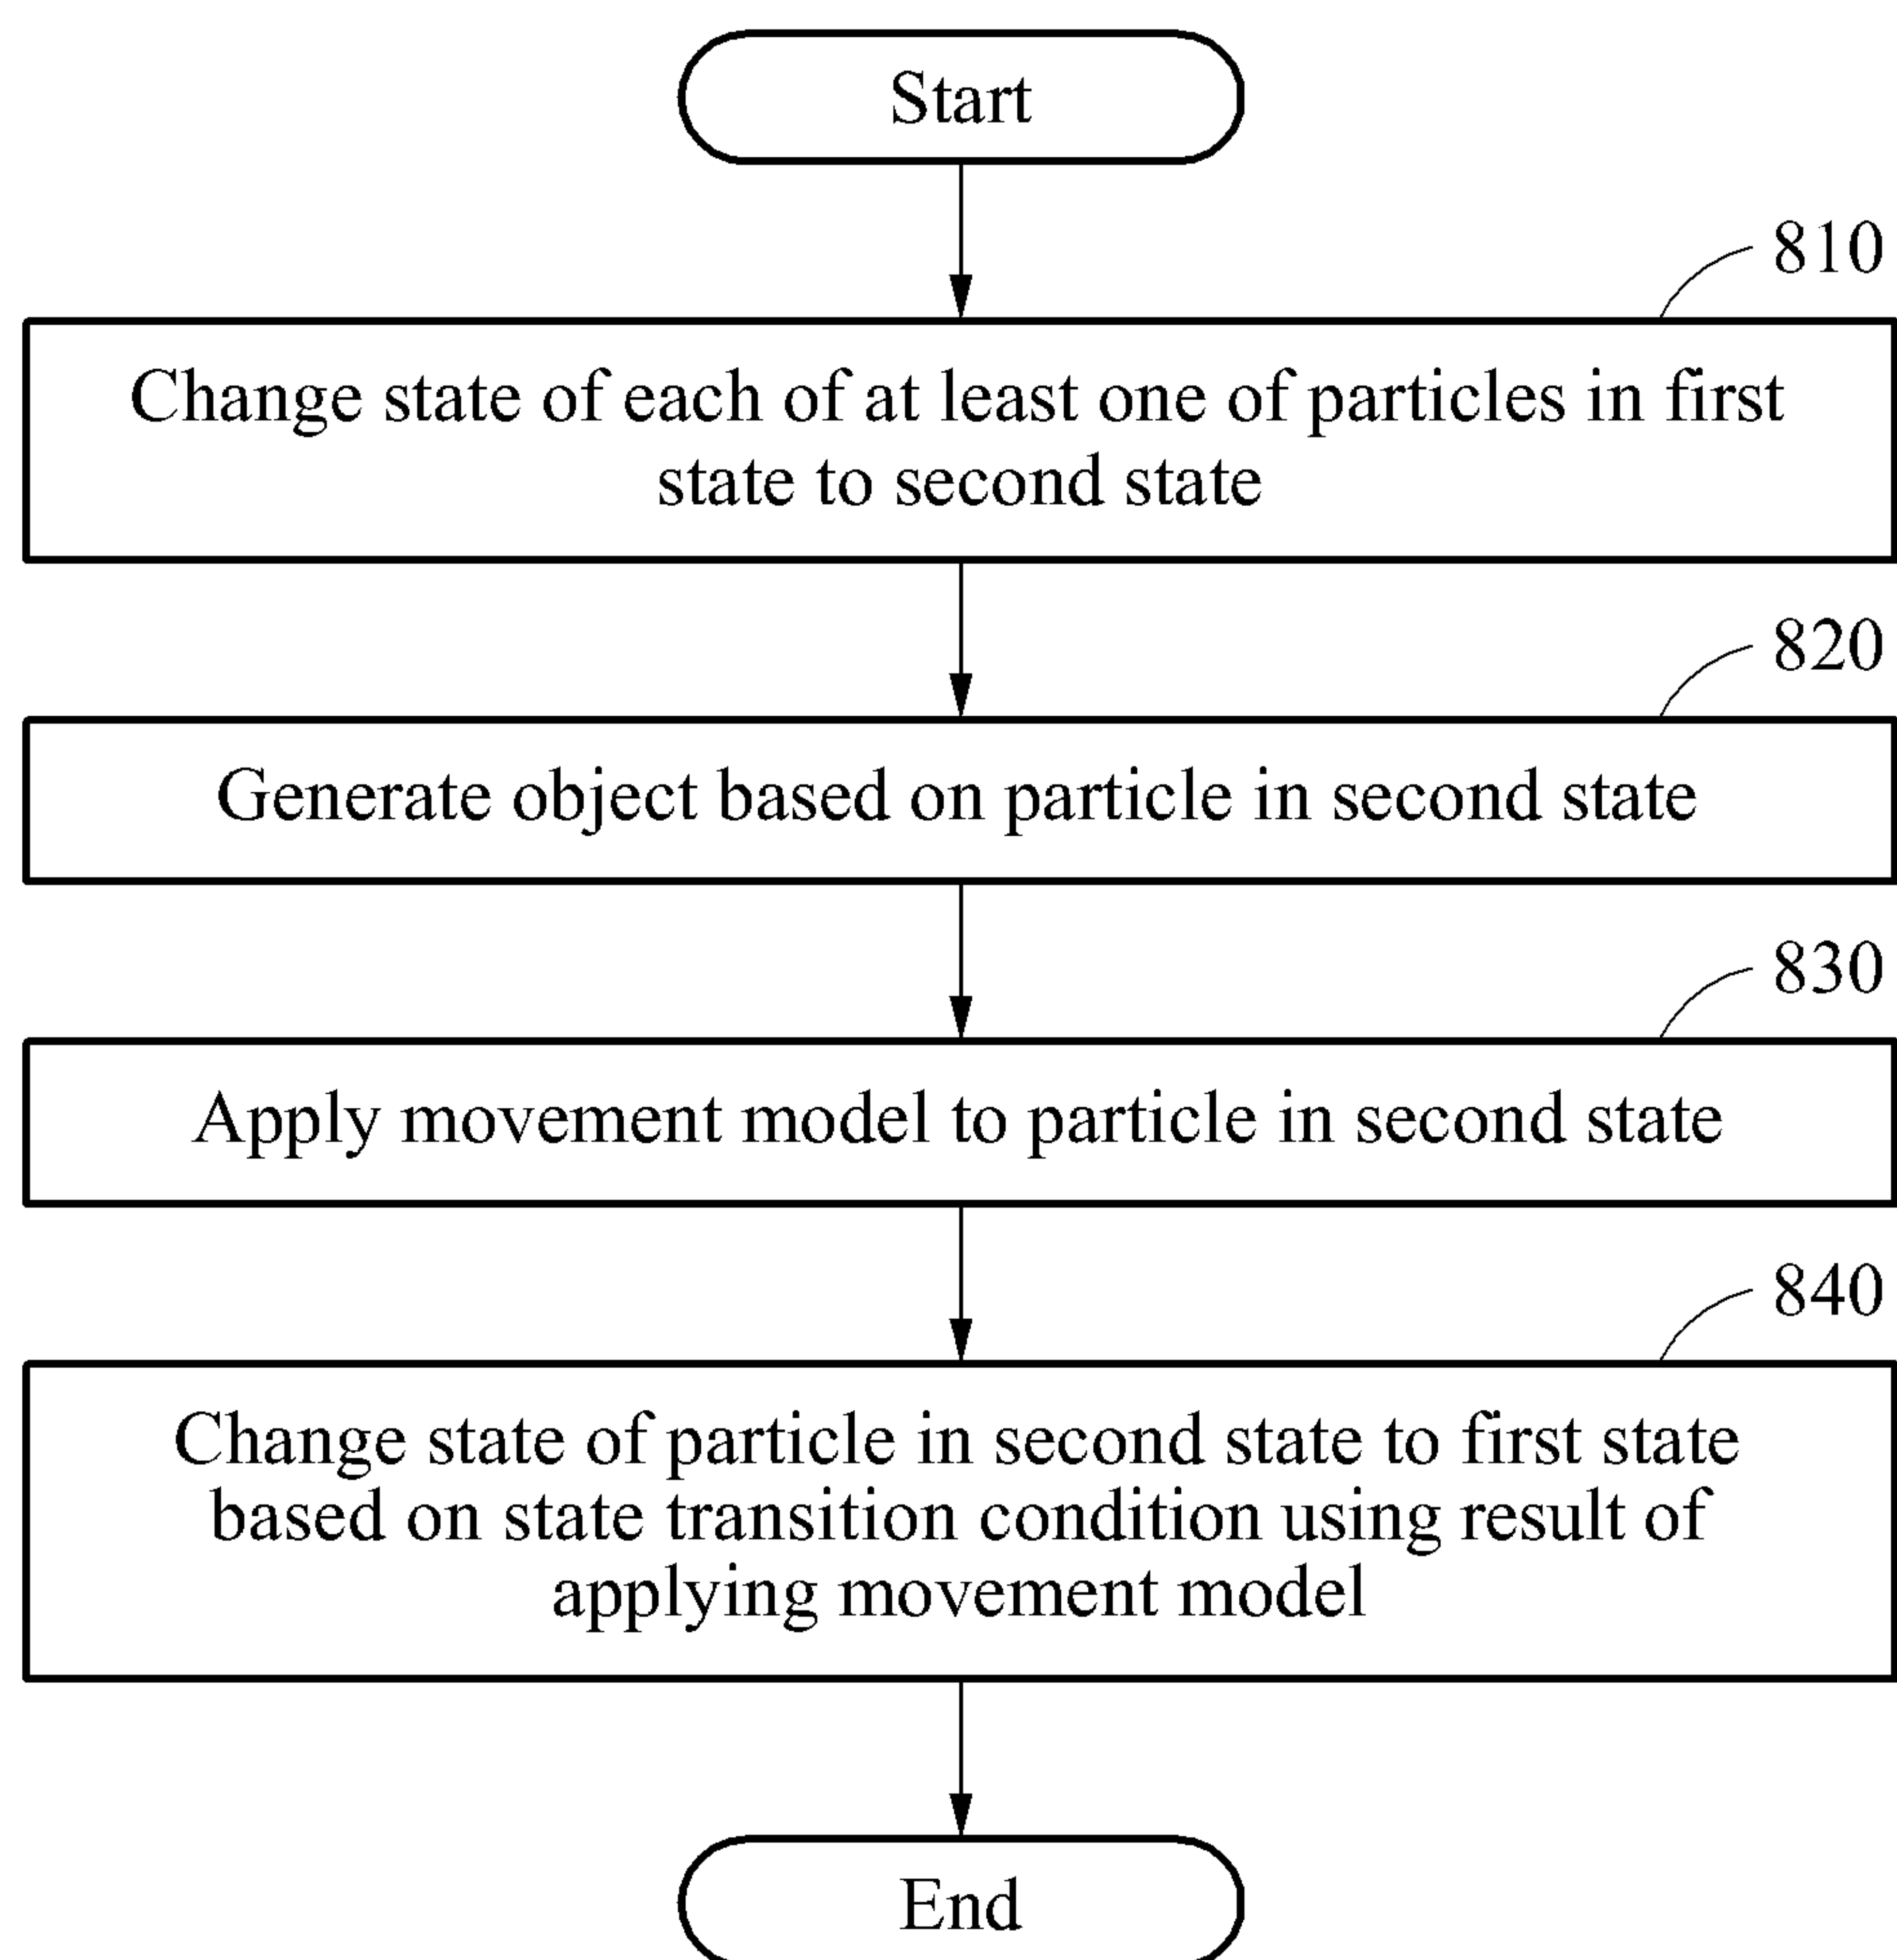 Start
810
Change state of each of at least one of particles in first
state to second state
820
Generate object based on particle in second state
830
Apply movement model to particle in second state
840
Change state of particle in second state to first state
based on state transition condition using result of
applying movement model
End